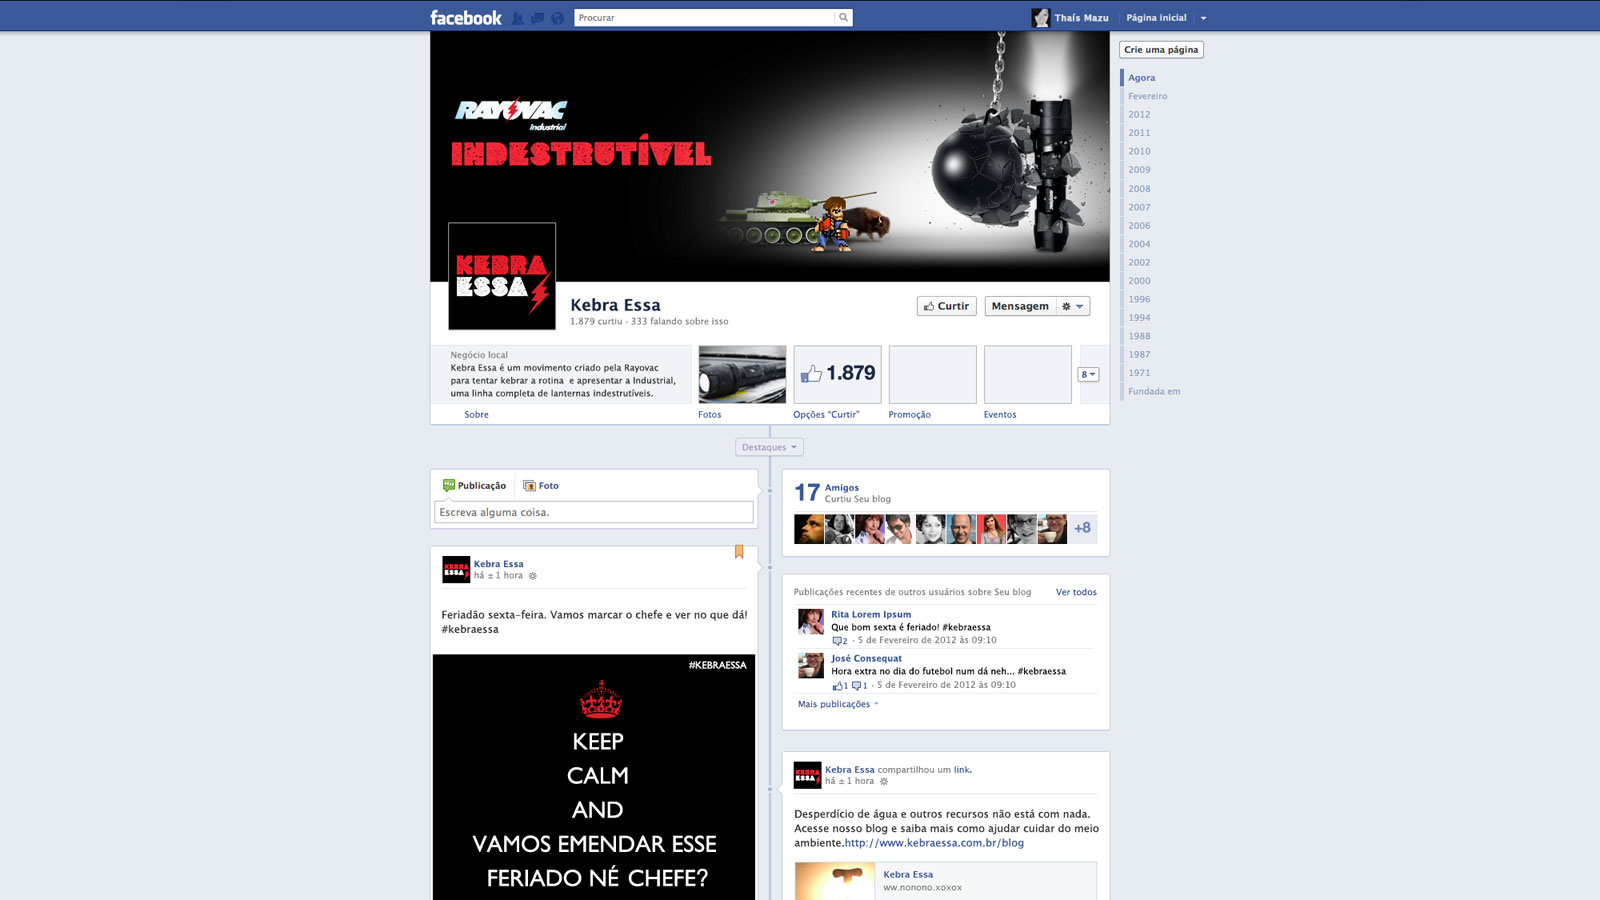 facebook
Procurar
Thaís Mazu
Página inicial
Crie uma página
Agora
Fevereiro
2012
2011
2010
2009
2008
2007
2006
2004
2002
2000
1996
1994
1988
1987
1971
Fundada em
RAYOVAC
Industrial
INDESTRUTÍVEL
KEBRA
ESSA
Kebra Essa
1.879 curtiu · 333 falando sobre isso
Curtir
Mensagem
Negócio local
Kebra Essa é um movimento criado pela Rayovac
para tentar kebrar a rotina e apresentar a Industrial,
uma linha completa de lanternas indestrutíveis.
Sobre
Fotos
1.879
Opções “Curtir”
Promoção
Eventos
8
Destaques
Publicação
Foto
Escreva alguma coisa.
KEBRA
ESSA
Kebra Essa
há ± 1 hora
Feriadão sexta-feira. Vamos marcar o chefe e ver no que dá!
#kebraessa
#KEBRAESSA
KEEP
CALM
AND
VAMOS EMENDAR ESSE
FERIADO NÉ CHEFE?
17 Amigos
Curtiu Seu blog
+8
Publicações recentes de outros usuários sobre Seu blog
Ver todos
Rita Lorem Ipsum
Que bom sexta é feriado! #kebraessa
2 · 5 de Fevereiro de 2012 às 09:10
José Consequat
Hora extra no dia do futebol num dá neh... #kebraessa
1 1 · 5 de Fevereiro de 2012 às 09:10
Mais publicações
KEBRA
ESSA
Kebra Essa compartilhou um link.
há ± 1 hora
Desperdício de água e outros recursos não está com nada.
Acesse nosso blog e saiba mais como ajudar cuidar do meio
ambiente.http://www.kebraessa.com.br/blog
Kebra Essa
ww.nonono.xoxox